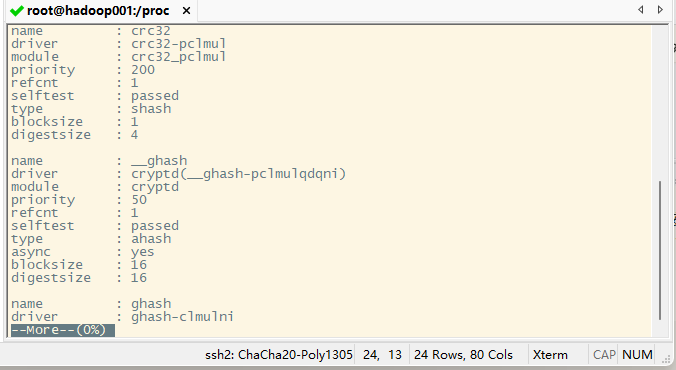 root@hadoop001:/proc ×
name : crc32
driver : crc32-pclmul
module : crc32_pclmul
priority : 200
refcnt : 1
selftest : passed
type : shash
blocksize : 1
digestsize : 4
name : __ghash
driver : cryptd(__ghash-pclmulqdqni)
module : cryptd
priority : 50
refcnt : 1
selftest : passed
type : ahash
async : yes
blocksize : 16
digestsize : 16
name : ghash
driver : ghash-clmulni
--More--(0%)
ssh2: ChaCha20-Poly1305 24, 13 24 Rows, 80 Cols Xterm CAP NUM